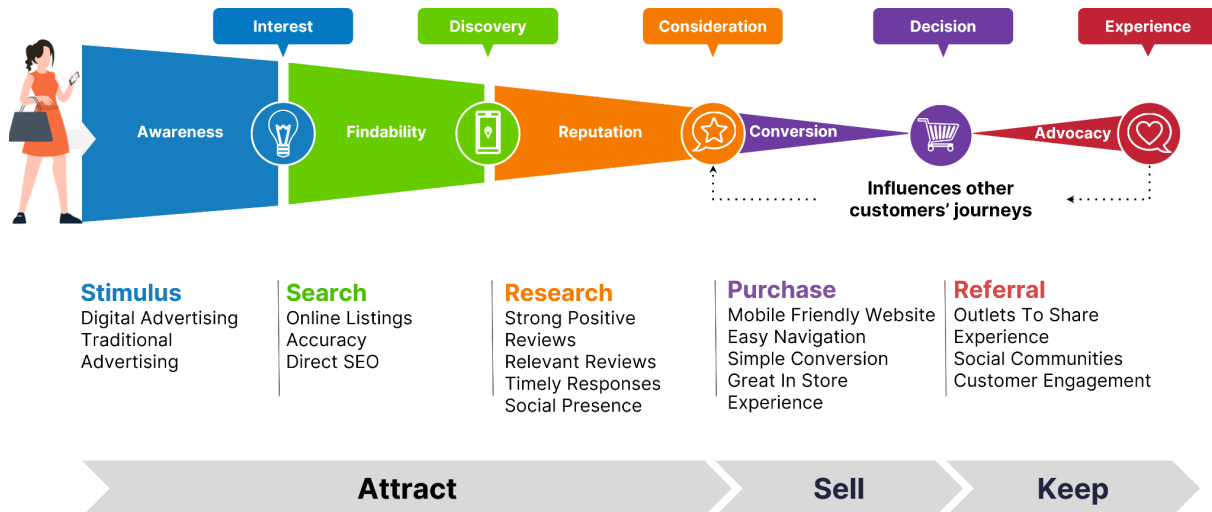 Interest
Discovery
Consideration
Decision
Experience
Awareness
Findability
Reputation
Conversion
Advocacy
Influences other
customers’ journeys
Stimulus
Digital Advertising
Traditional
Advertising
Search
Online Listings
Accuracy
Direct SEO
Research
Strong Positive
Reviews
Relevant Reviews
Timely Responses
Social Presence
Purchase
Mobile Friendly Website
Easy Navigation
Simple Conversion
Great In Store
Experience
Referral
Outlets To Share
Experience
Social Communities
Customer Engagement
Attract
Sell
Keep